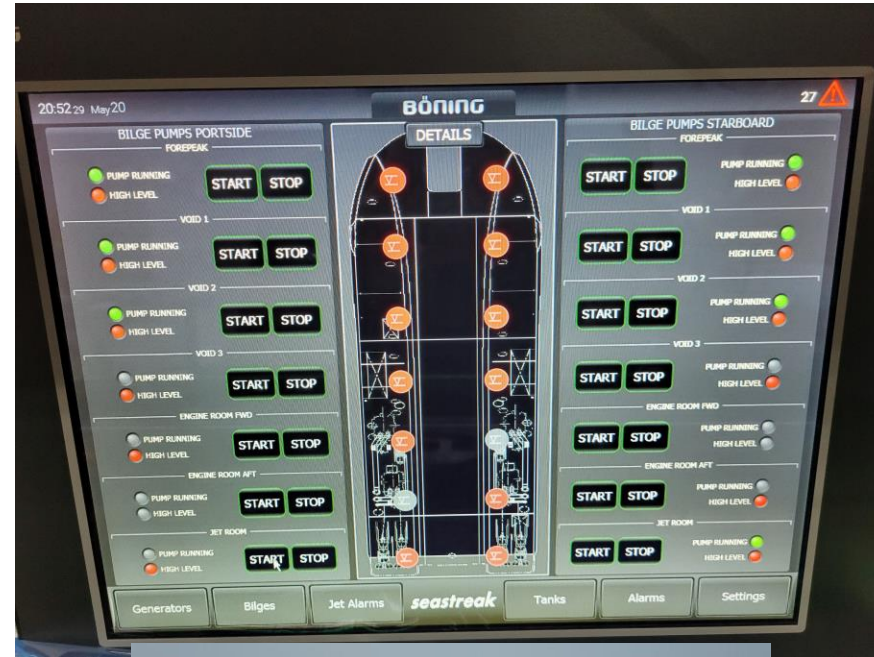 20:52:29 May20
BÖNING
27
BILGE PUMPS PORTSIDE
FOREPEAK
PUMP RUNNING
HIGH LEVEL
START STOP
VOID 1
PUMP RUNNING
HIGH LEVEL
START STOP
VOID 2
PUMP RUNNING
HIGH LEVEL
START STOP
VOID 3
PUMP RUNNING
HIGH LEVEL
START STOP
ENGINE ROOM FWD
PUMP RUNNING
HIGH LEVEL
START STOP
ENGINE ROOM AFT
PUMP RUNNING
HIGH LEVEL
START STOP
JET ROOM
PUMP RUNNING
HIGH LEVEL
START STOP
DETAILS
BILGE PUMPS STARBOARD
FOREPEAK
START STOP
PUMP RUNNING
HIGH LEVEL
VOID 1
START STOP
PUMP RUNNING
HIGH LEVEL
VOID 2
START STOP
PUMP RUNNING
HIGH LEVEL
VOID 3
START STOP
PUMP RUNNING
HIGH LEVEL
ENGINE ROOM FWD
START STOP
PUMP RUNNING
HIGH LEVEL
ENGINE ROOM AFT
START STOP
PUMP RUNNING
HIGH LEVEL
JET ROOM
START STOP
PUMP RUNNING
HIGH LEVEL
Generators Bilges Jet Alarms seastreak Tanks Alarms Settings